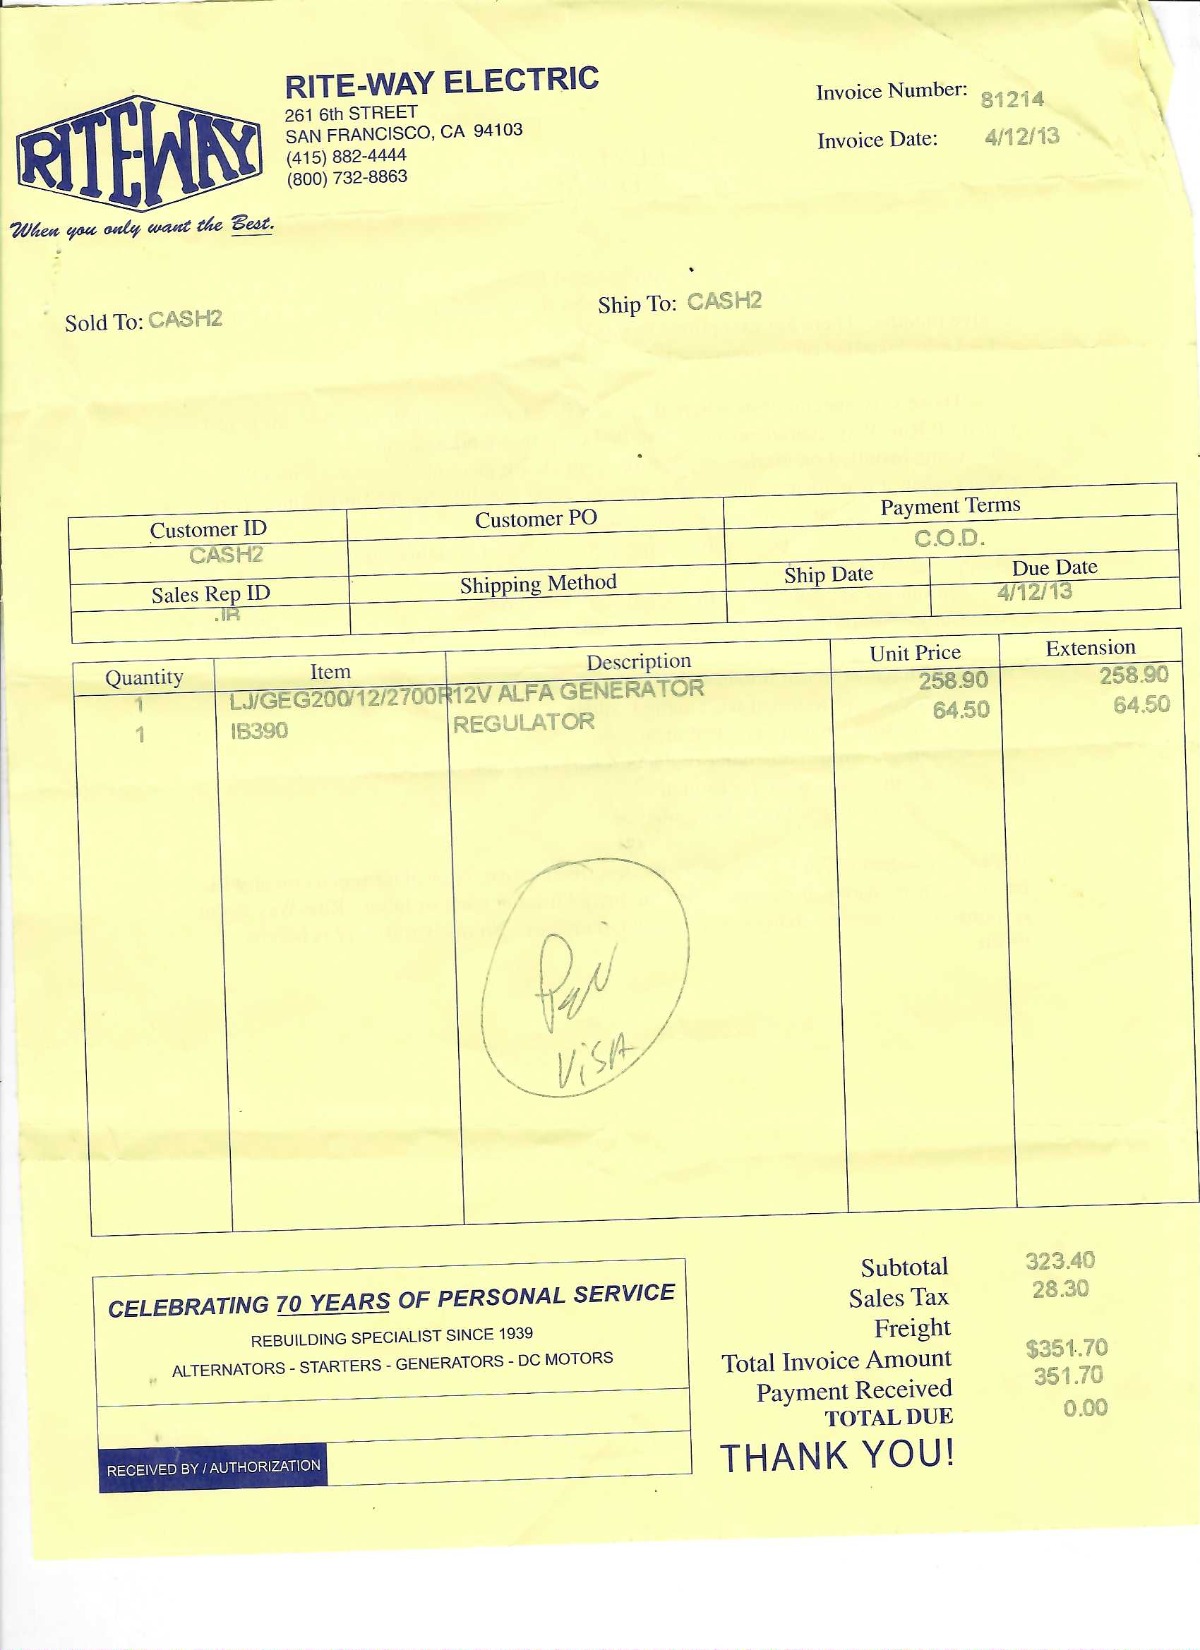 RITE-WAY
When you only want the Best.
RITE-WAY ELECTRIC
261 6th STREET
SAN FRANCISCO, CA 94103
(415) 882-4444
(800) 732-8863
Invoice Number: 81214
Invoice Date: 4/12/13
Sold To: CASH2
Ship To: CASH2
Customer ID Customer PO Payment Terms
CASH2 C.O.D.
Sales Rep ID Shipping Method Ship Date Due Date
4/12/13
Quantity Item Description Unit Price Extension
1 LJ/GEG200/12/2700R 12V ALFA GENERATOR 258.90 258.90
1 IB390 REGULATOR 64.50 64.50
VISA
CELEBRATING 70 YEARS OF PERSONAL SERVICE
REBUILDING SPECIALIST SINCE 1939
ALTERNATORS - STARTERS - GENERATORS - DC MOTORS
RECEIVED BY / AUTHORIZATION
Subtotal 323.40
Sales Tax 28.30
Freight
Total Invoice Amount $351.70
Payment Received 351.70
TOTAL DUE 0.00
THANK YOU!